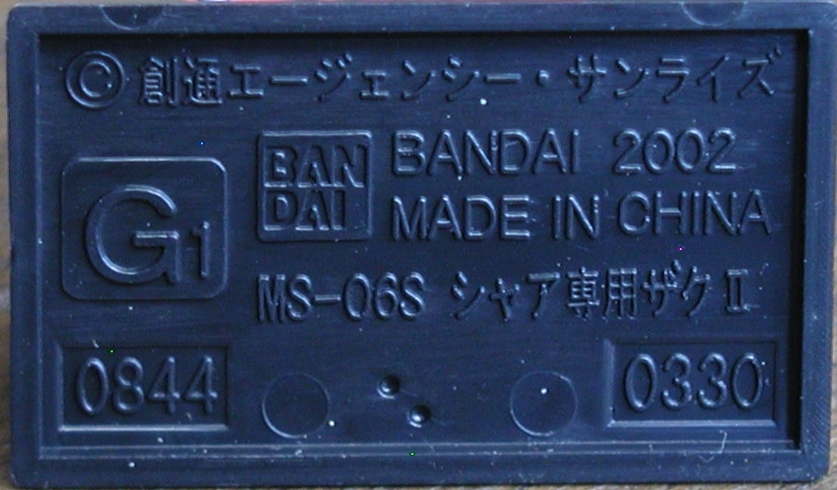 ©創通エージェンシー・サンライズ
G1
BAN
DAI
BANDAI 2002
MADE IN CHINA
MS-06S シャア専用ザクⅡ
0844
0330